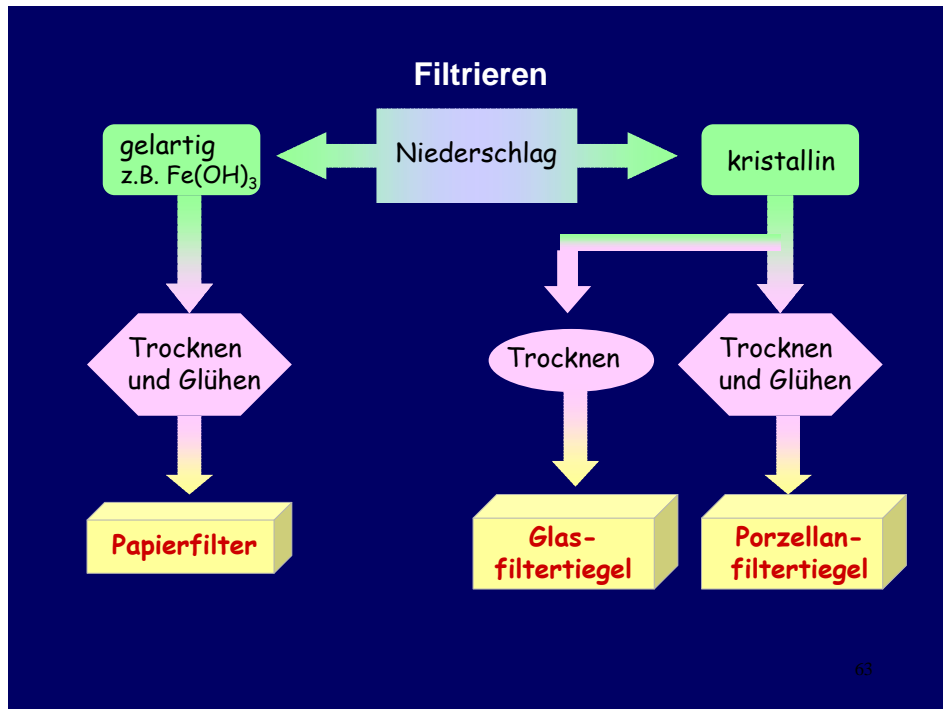 Filtrieren
Niederschlag
gelartig
z.B. Fe(OH)₃
kristallin
Trocknen
und Glühen
Trocknen
Trocknen
und Glühen
Papierfilter
Glas-
filtertiegel
Porzellan-
filtertiegel
63